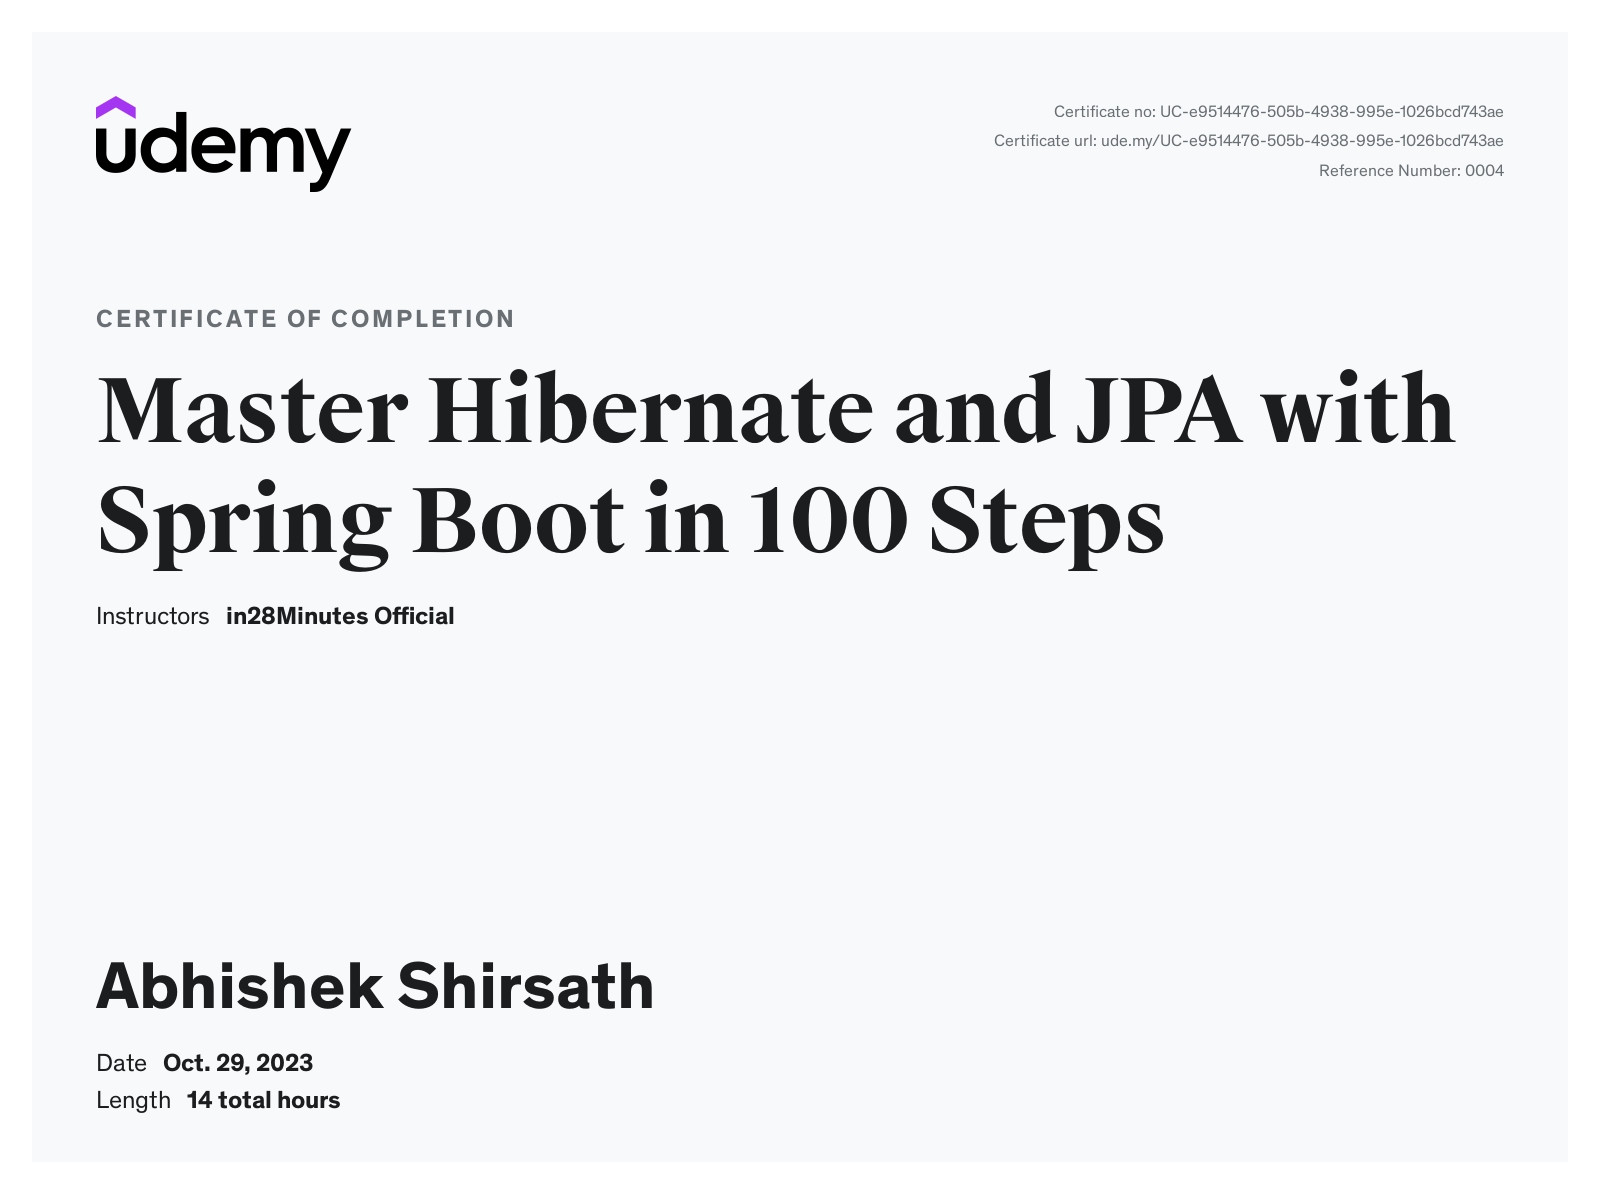 udemy
Certificate no: UC-e9514476-505b-4938-995e-1026bcd743ae
Certificate url: ude.my/UC-e9514476-505b-4938-995e-1026bcd743ae
Reference Number: 0004
CERTIFICATE OF COMPLETION
Master Hibernate and JPA with
Spring Boot in 100 Steps
Instructors in28Minutes Official
Abhishek Shirsath
Date Oct. 29, 2023
Length 14 total hours